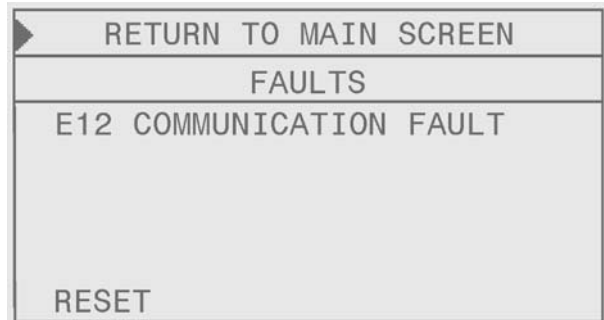 RETURN TO MAIN SCREEN
FAULTS
E12 COMMUNICATION FAULT
RESET